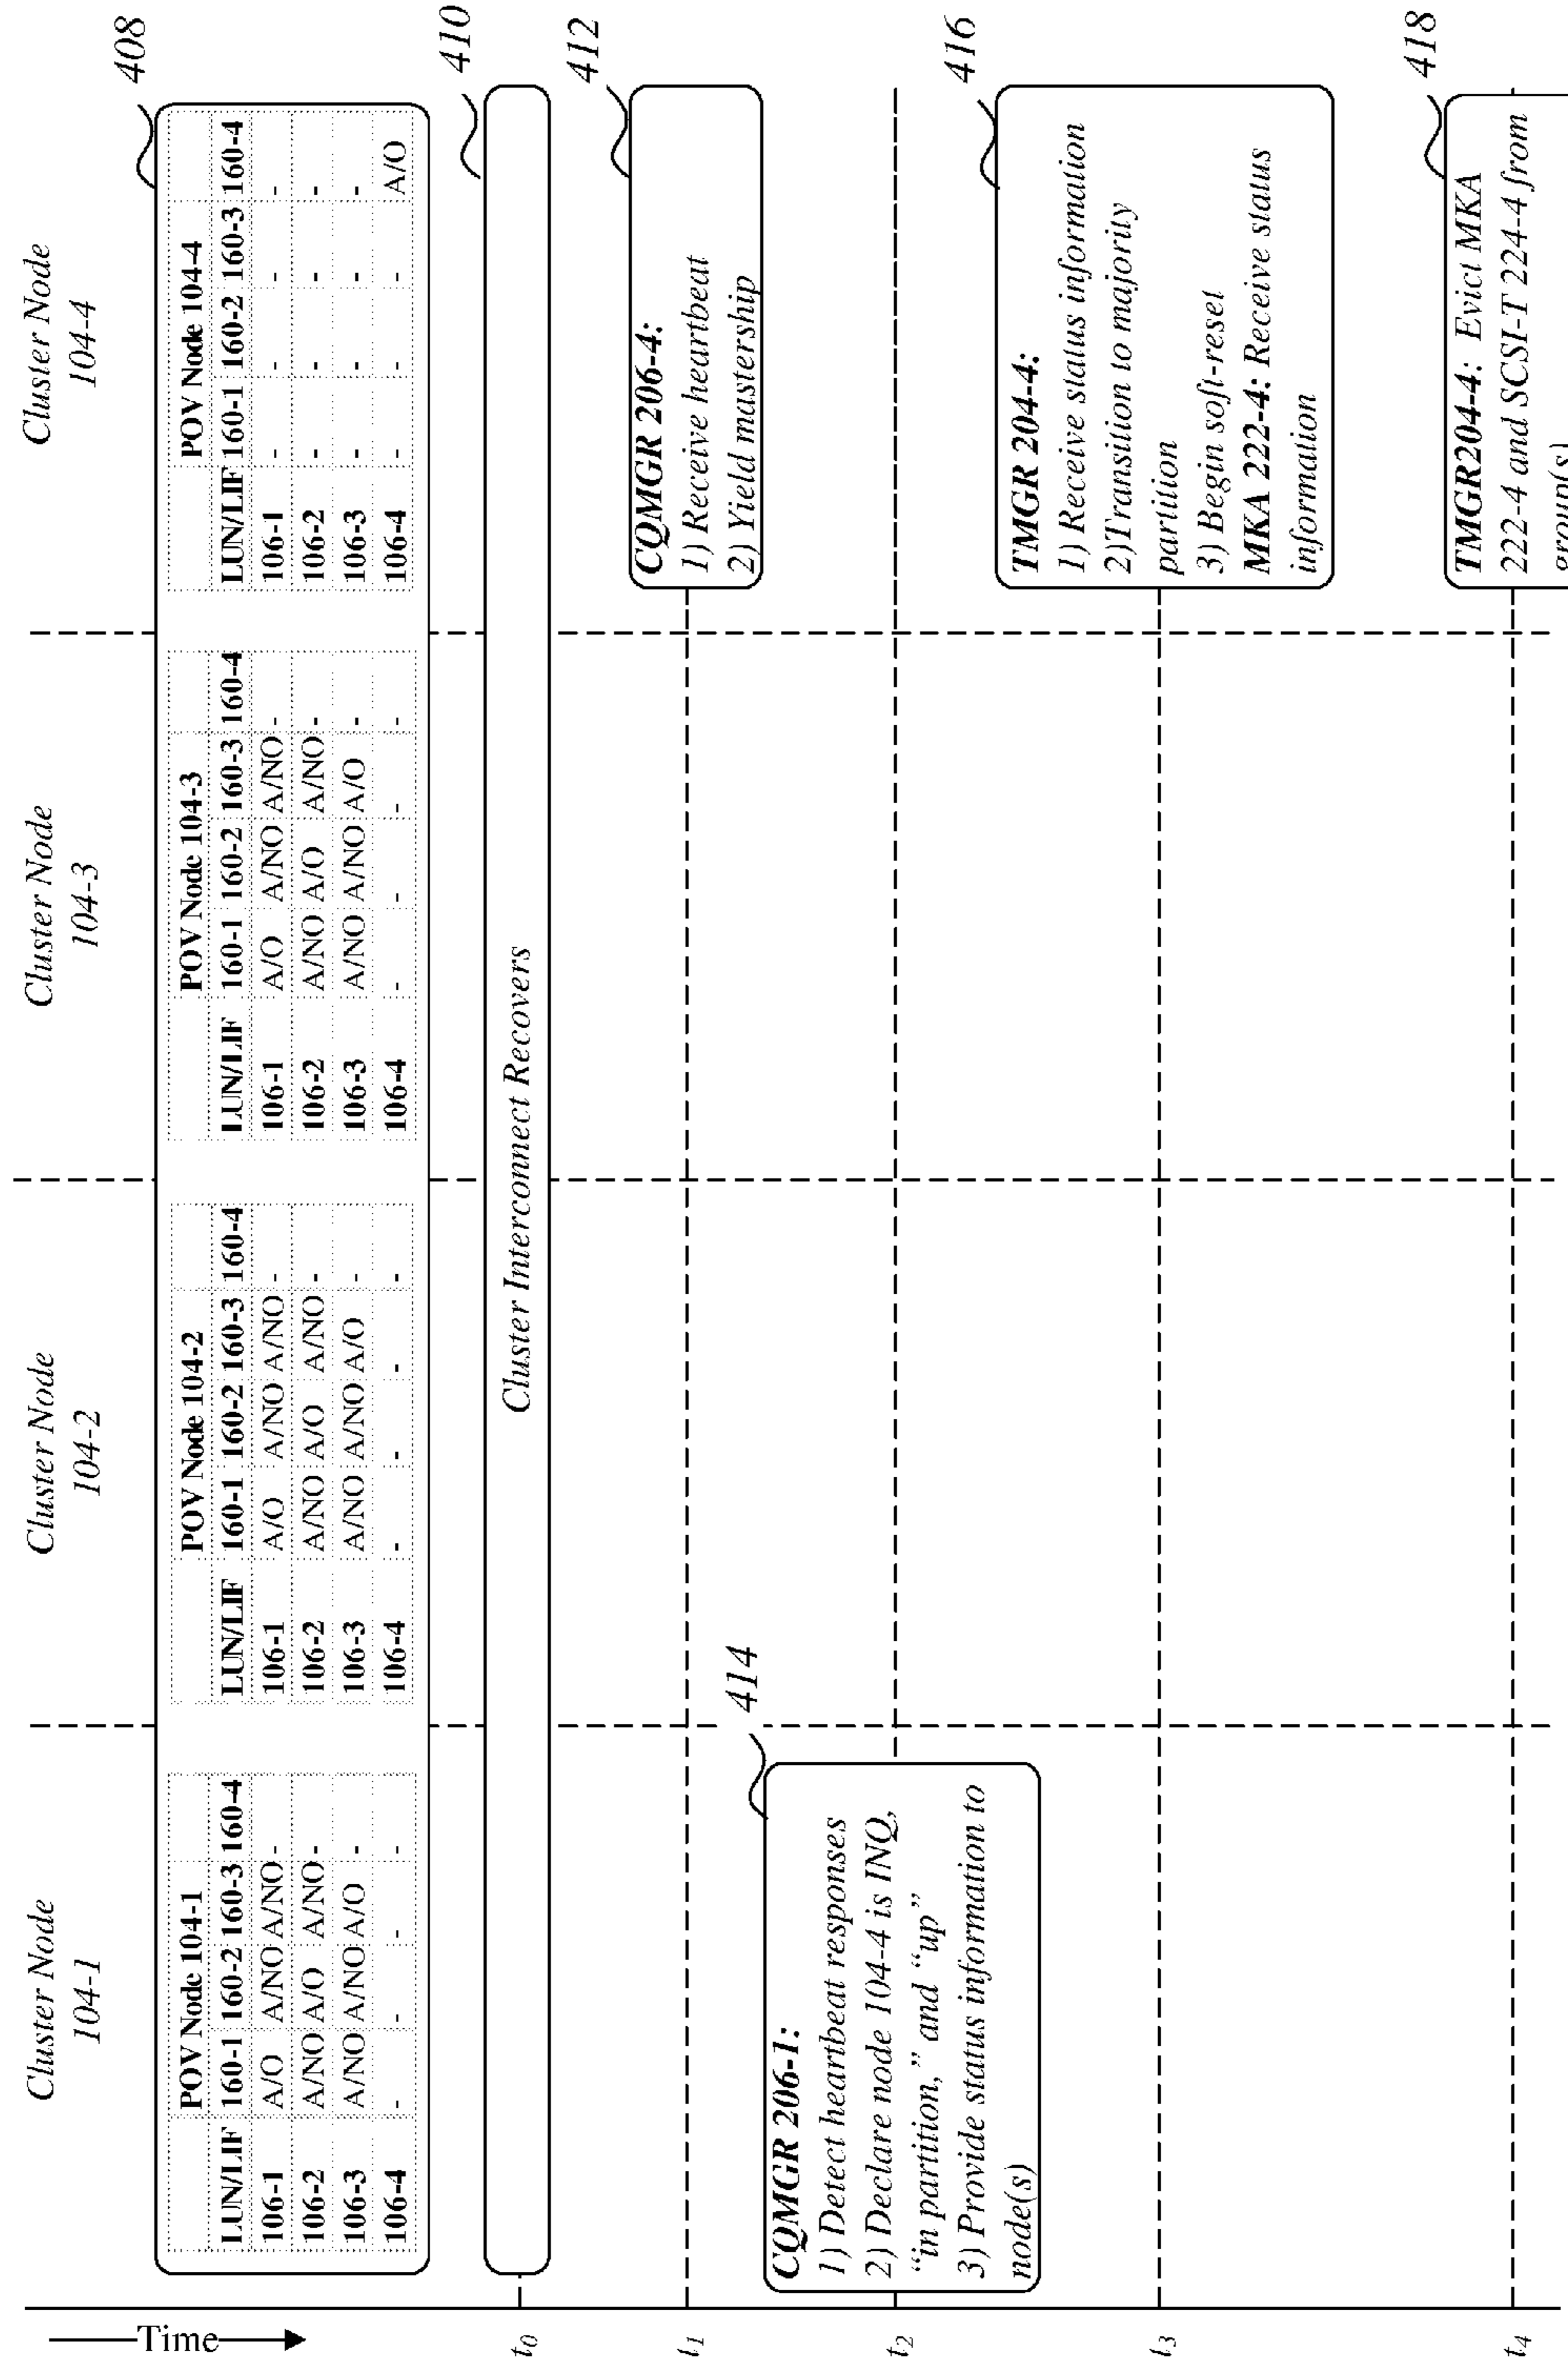 Cluster Node
104-1
Cluster Node
104-2
Cluster Node
104-3
Cluster Node
104-4
Time
408
POV Node 104-1
LUN/LIF 160-1 160-2 160-3 160-4
106-1 A/O A/NO A/NO -
106-2 A/NO A/O A/NO -
106-3 A/NO A/NO A/O -
106-4 - - - -
POV Node 104-2
LUN/LIF 160-1 160-2 160-3 160-4
106-1 A/O A/NO A/NO -
106-2 A/NO A/O A/NO -
106-3 A/NO A/NO A/O -
106-4 - - - -
POV Node 104-3
LUN/LIF 160-1 160-2 160-3 160-4
106-1 A/O A/NO A/NO -
106-2 A/NO A/O A/NO -
106-3 A/NO A/NO A/O -
106-4 - - - -
POV Node 104-4
LUN/LIF 160-1 160-2 160-3 160-4
106-1 - - - -
106-2 - - - -
106-3 - - - -
106-4 - - - A/O
410
t0
Cluster Interconnect Recovers
412
t1
CQMGR 206-4:
1) Receive heartbeat
2) Yield mastership
414
t2
CQMGR 206-1:
1) Detect heartbeat responses
2) Declare node 104-4 is INQ,
“in partition,” and “up”
3) Provide status information to
node(s)
416
t3
TMGR 204-4:
1) Receive status information
2)Transition to majority
partition
3) Begin soft-reset
MKA 222-4: Receive status
information
418
t4
TMGR204-4: Evict MKA
222-4 and SCSI-T 224-4 from
group(s)